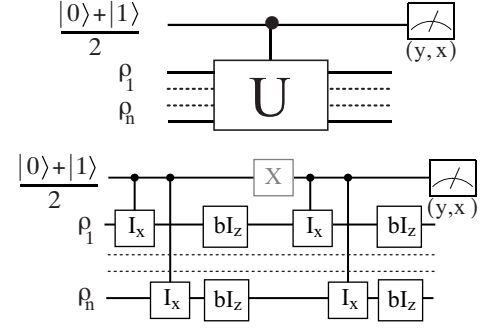 |0⟩+|1⟩
2
(y, x)
ρ1
U
ρn
|0⟩+|1⟩
2
X
(y,x)
ρ1 Ix bIz Ix bIz
ρn Ix bIz Ix bIz